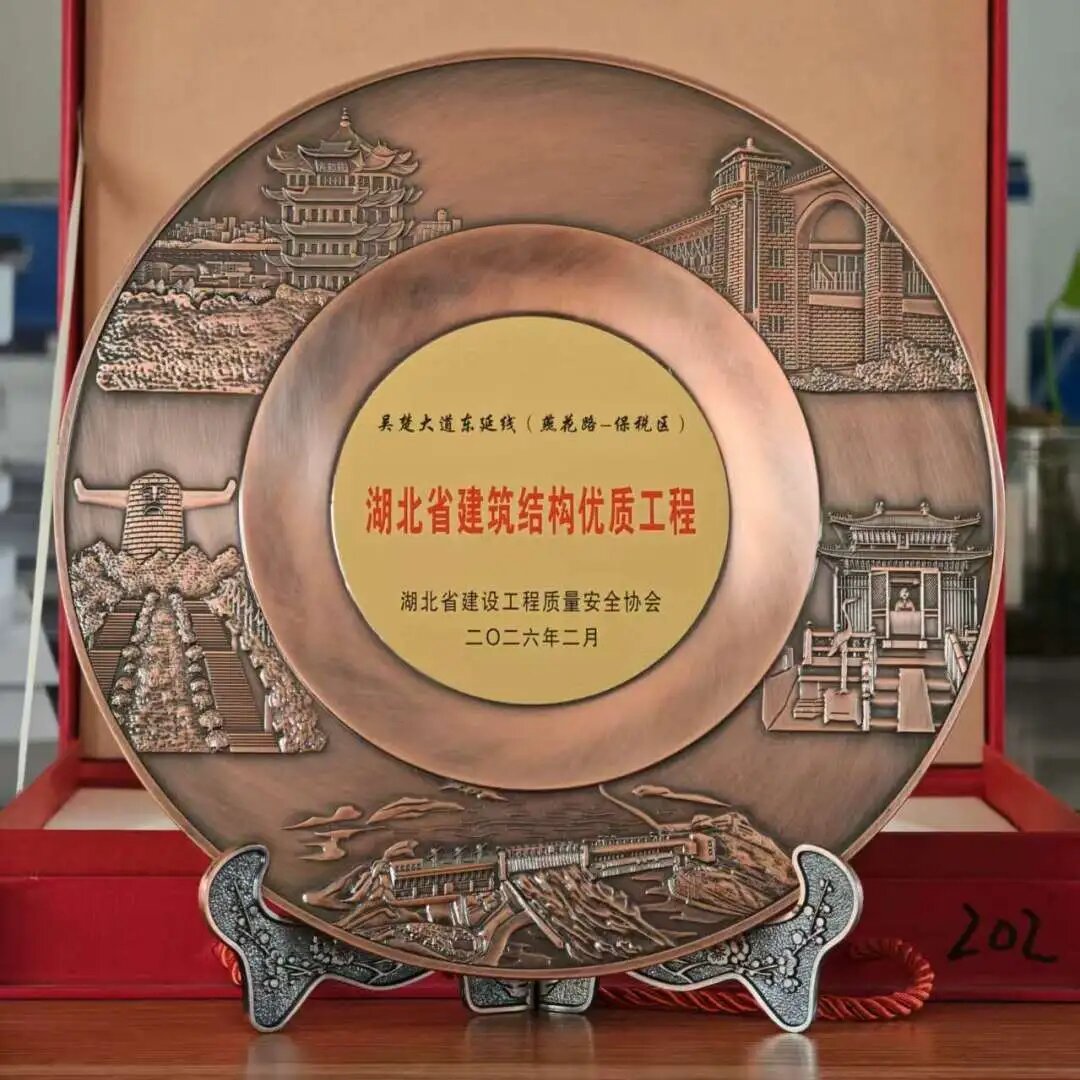 吴楚大道东延线（燕花路-保税区）
湖北省建筑结构优质工程
湖北省建设工程质量安全协会
二〇二六年二月
202